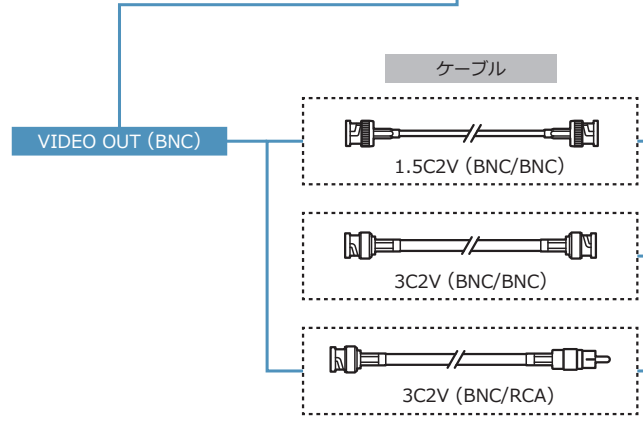 ケーブル
VIDEO OUT（BNC）
1.5C2V（BNC/BNC）
3C2V（BNC/BNC）
3C2V（BNC/RCA）